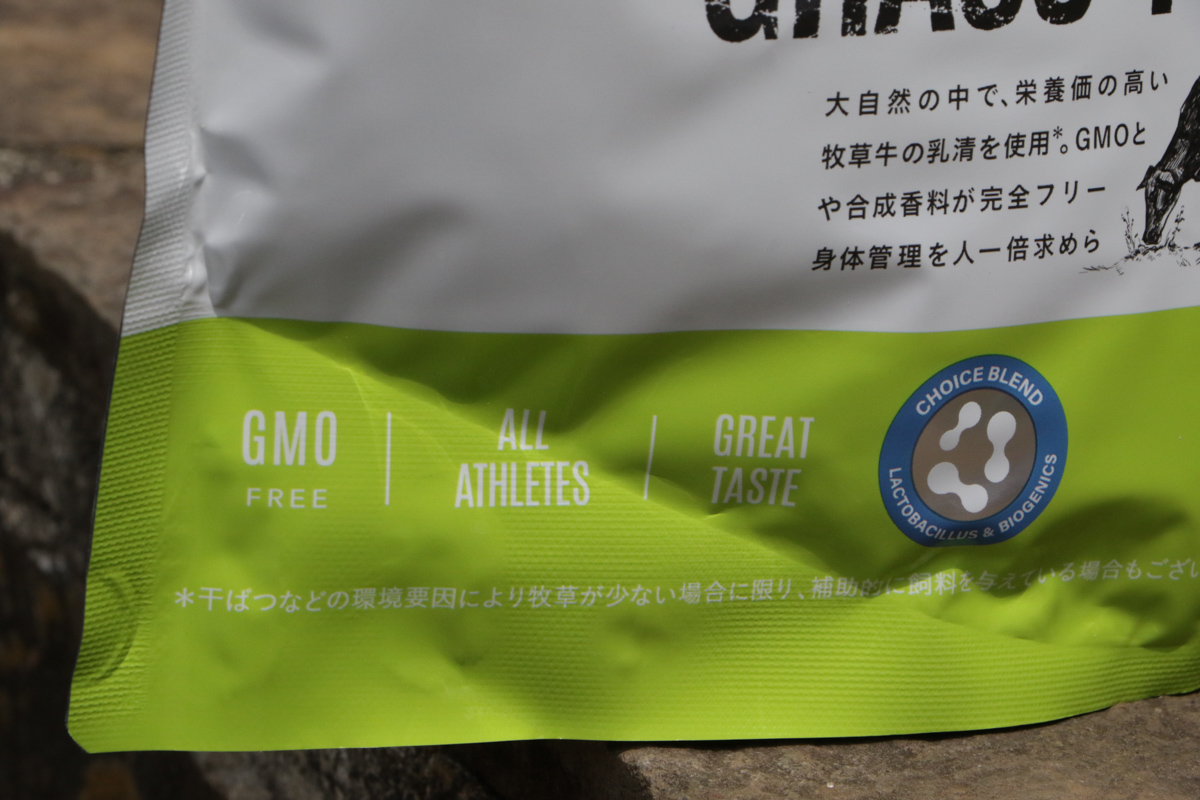 GRASS
大自然の中で、栄養価の高い
牧草牛の乳清を使用*。GMOと
や合成香料が完全フリー
身体管理を人一倍求めら
CHOICE BLEND
LACTOBACILLUS & BIOGENICS
GMO
FREE
ALL
ATHLETES
GREAT
TASTE
*干ばつなどの環境要因により牧草が少ない場合に限り、補助的に飼料を与えている場合もござい